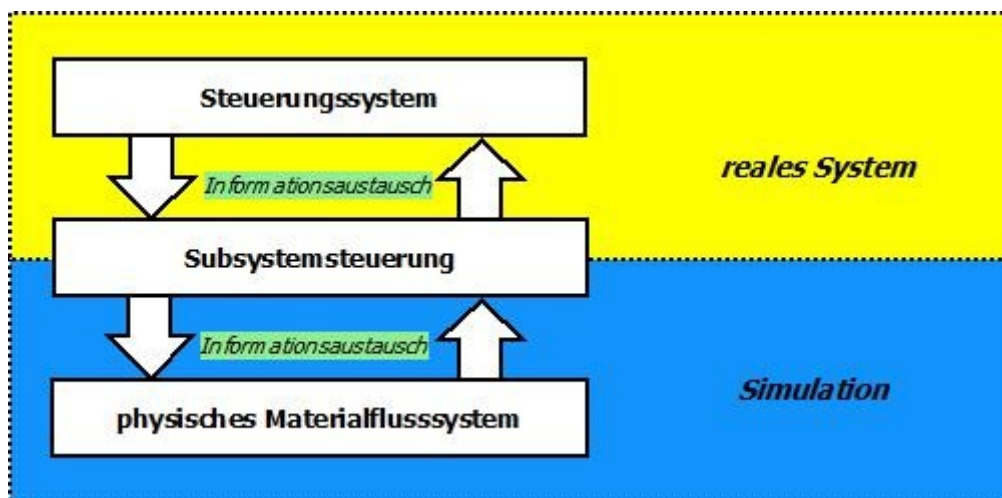 Steuerungssystem
Informationsaustausch
reales System
Subsystemsteuerung
Informationsaustausch
Simulation
physisches Materialflusssystem